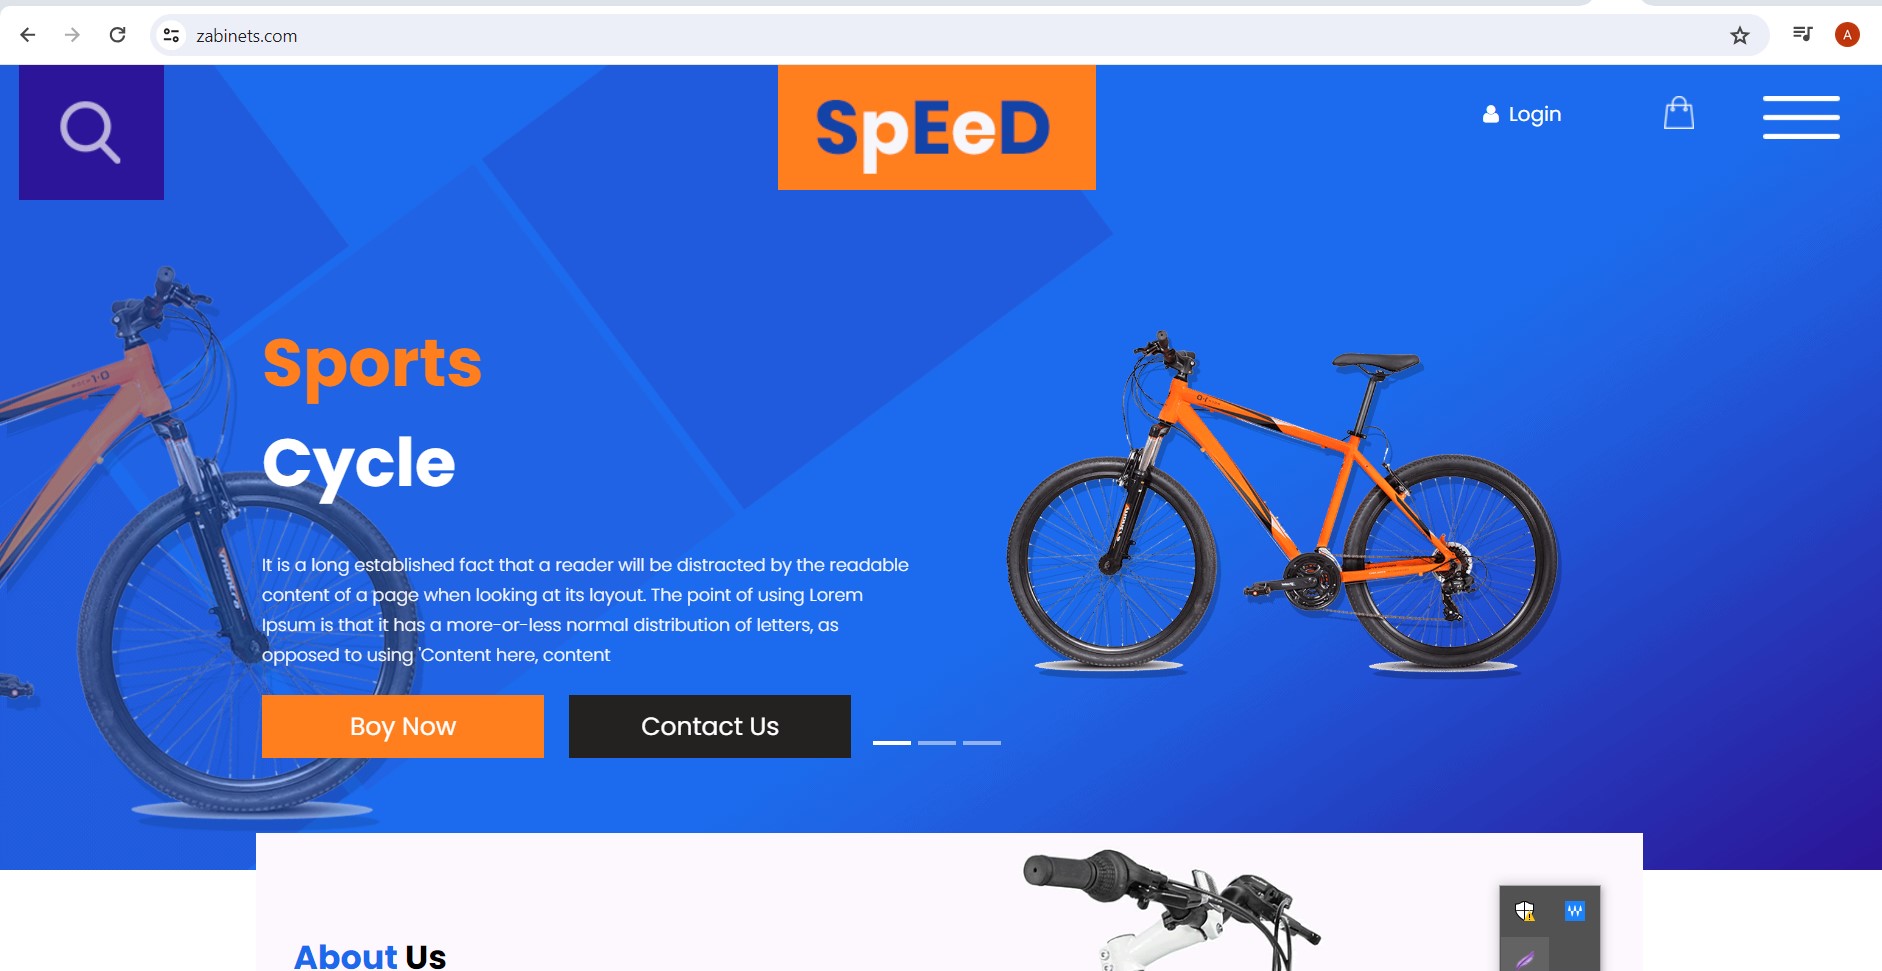 zabinets.com
A
SpEeD
Login
Sports
Cycle
It is a long established fact that a reader will be distracted by the readable
content of a page when looking at its layout. The point of using Lorem
Ipsum is that it has a more-or-less normal distribution of letters, as
opposed to using 'Content here, content
Boy Now
Contact Us
About Us